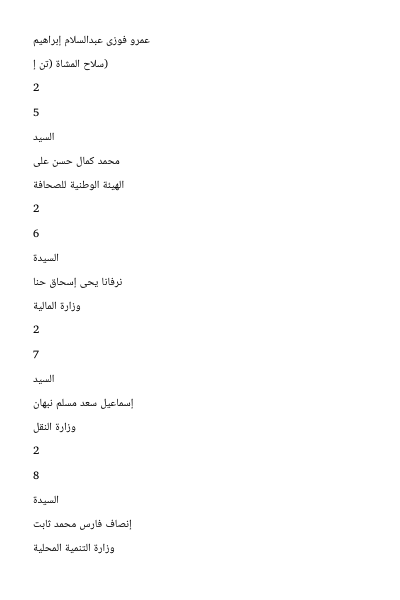 عمرو فوزى عبدالسلام إبراهيم
(سلاح المشاة (تن إ
2
5
السيد
محمد كمال حسن على
الهيئة الوطنية للصحافة
2
6
السيدة
نرفانا يحى إسحاق حنا
وزارة المالية
2
7
السيد
إسماعيل سعد مسلم نبهان
وزارة النقل
2
8
السيدة
إنصاف فارس محمد ثابت
وزارة التنمية المحلية